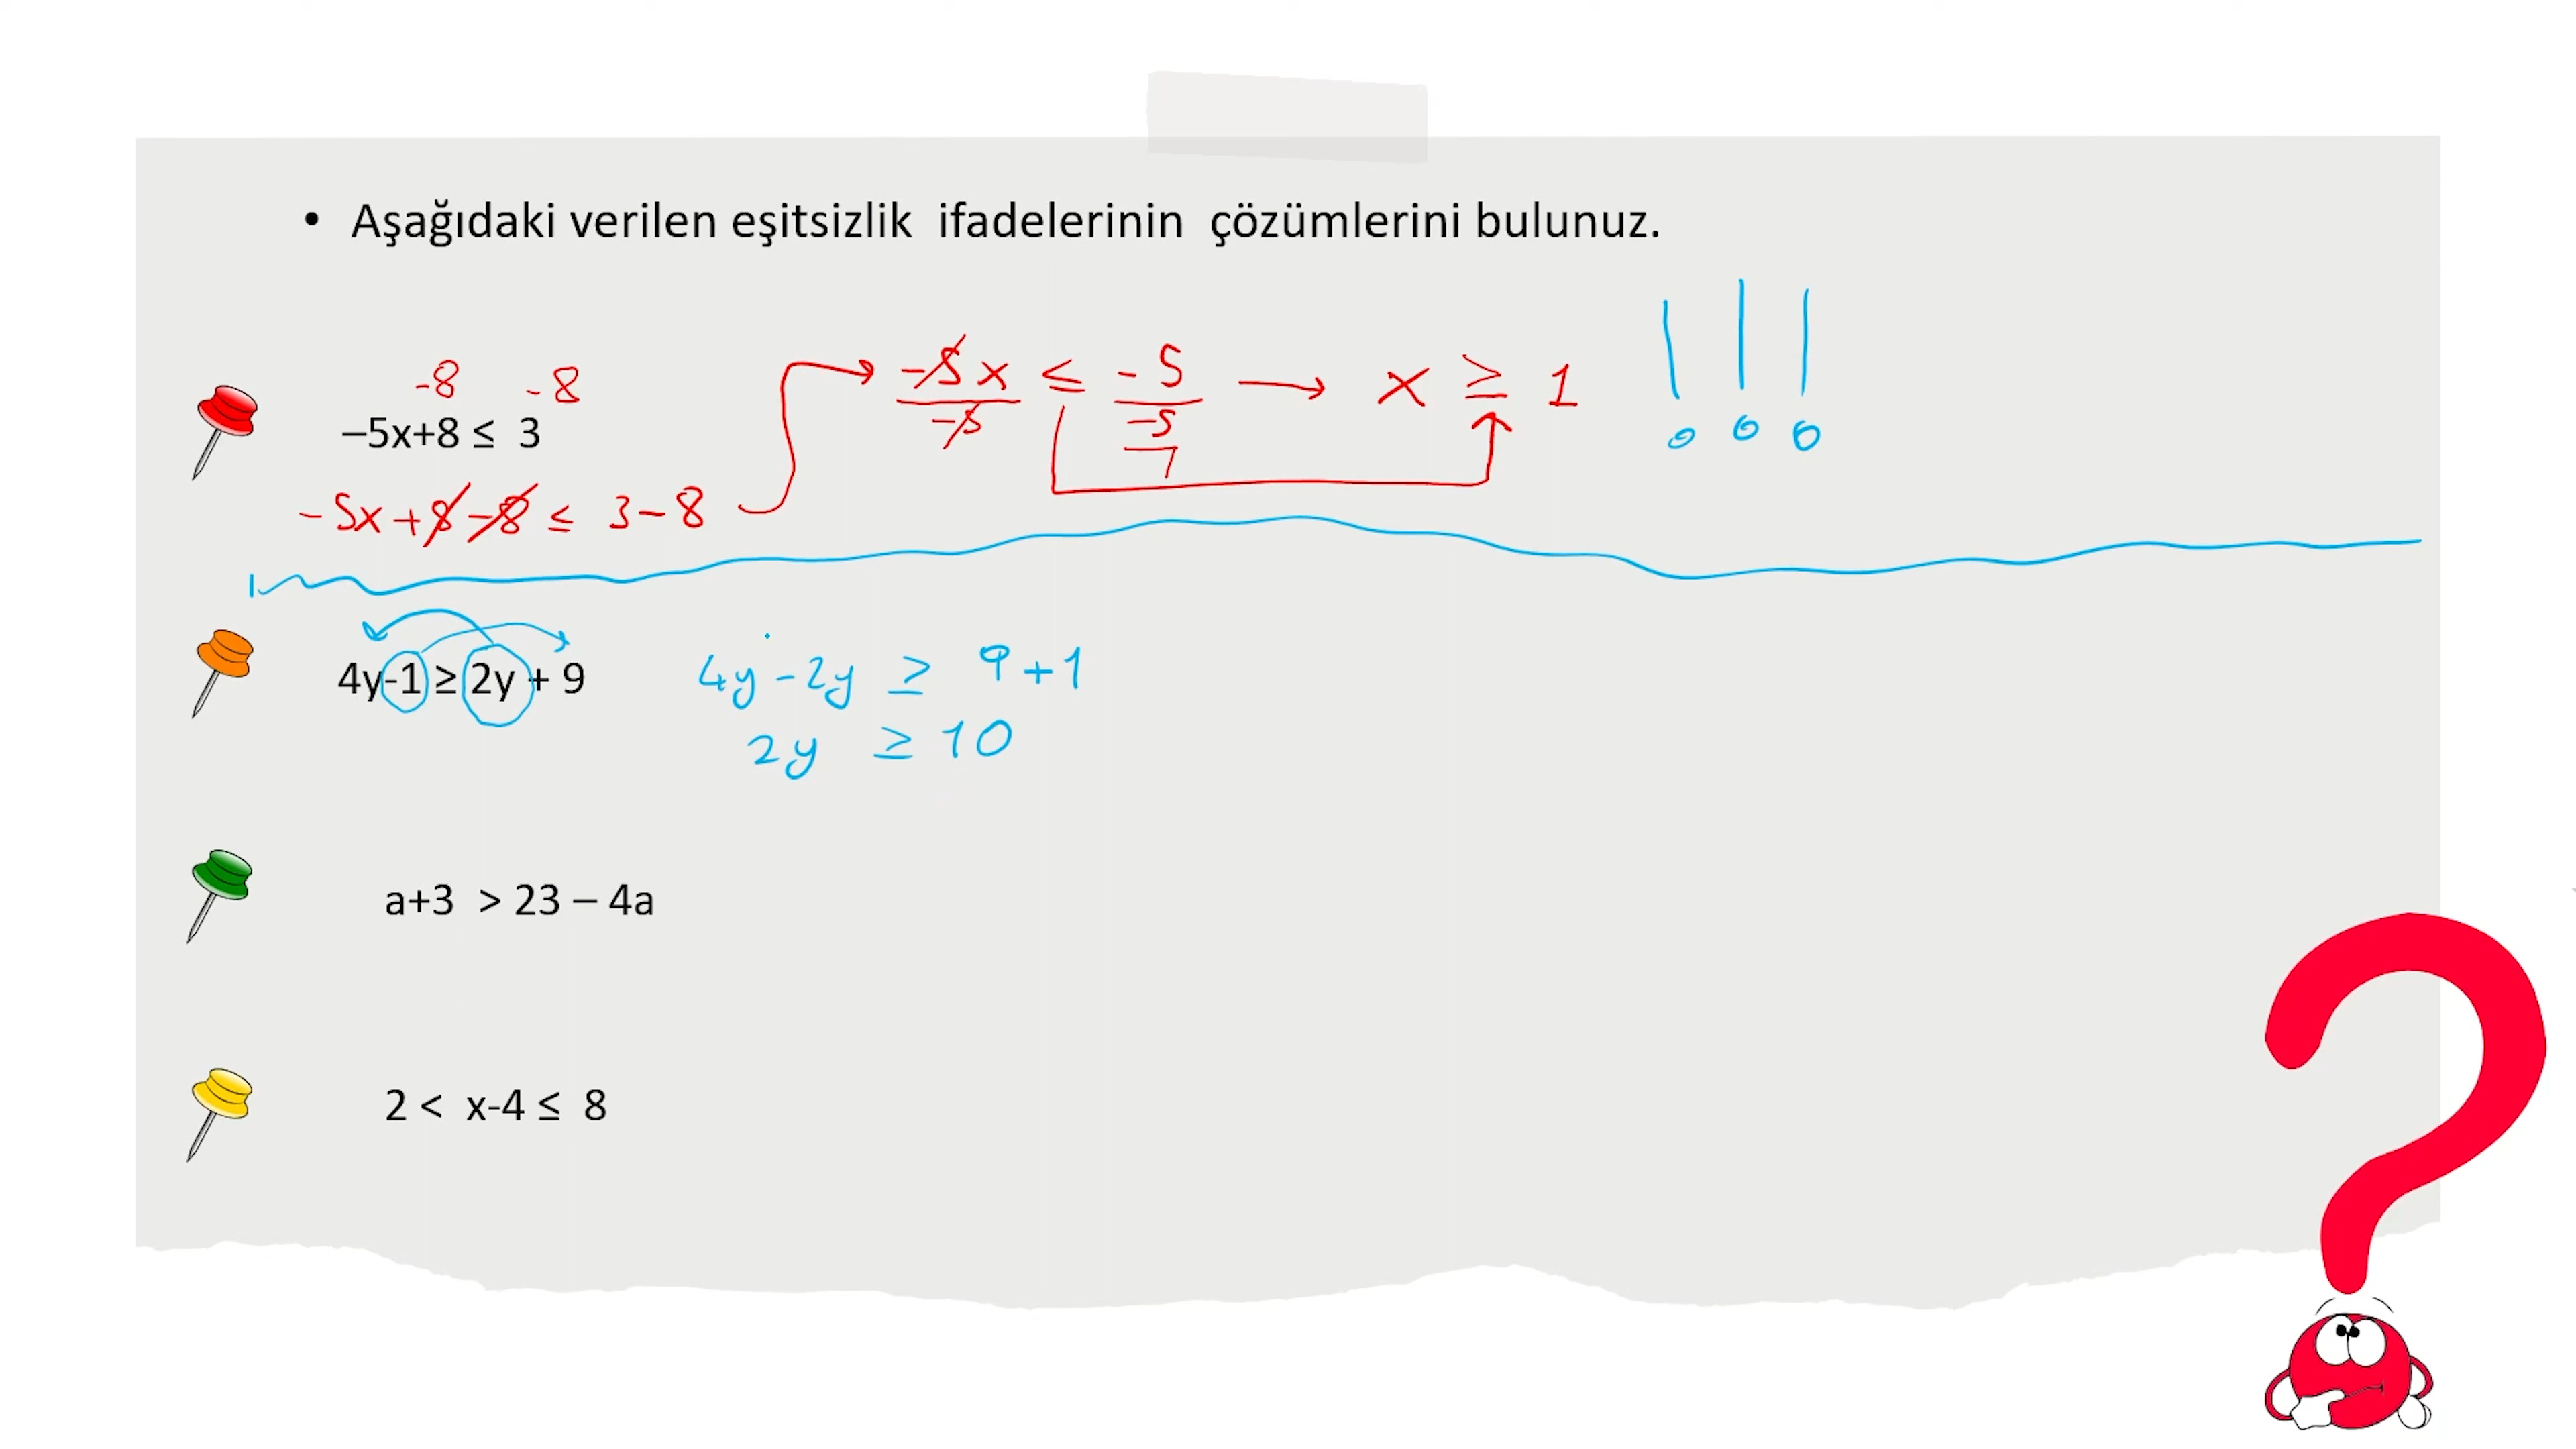 • Aşağıdaki verilen eşitsizlik ifadelerinin çözümlerini bulunuz.
-8 -8
–5x+8 ≤ 3
-5x+8-8 ≤ 3-8
-5x/-5 ≤ -5/-5 → x ≥ 1 !!!
4y-1 ≥ 2y + 9
4y-2y ≥ 9+1
2y ≥ 10
a+3 > 23 – 4a
2 < x-4 ≤ 8
?